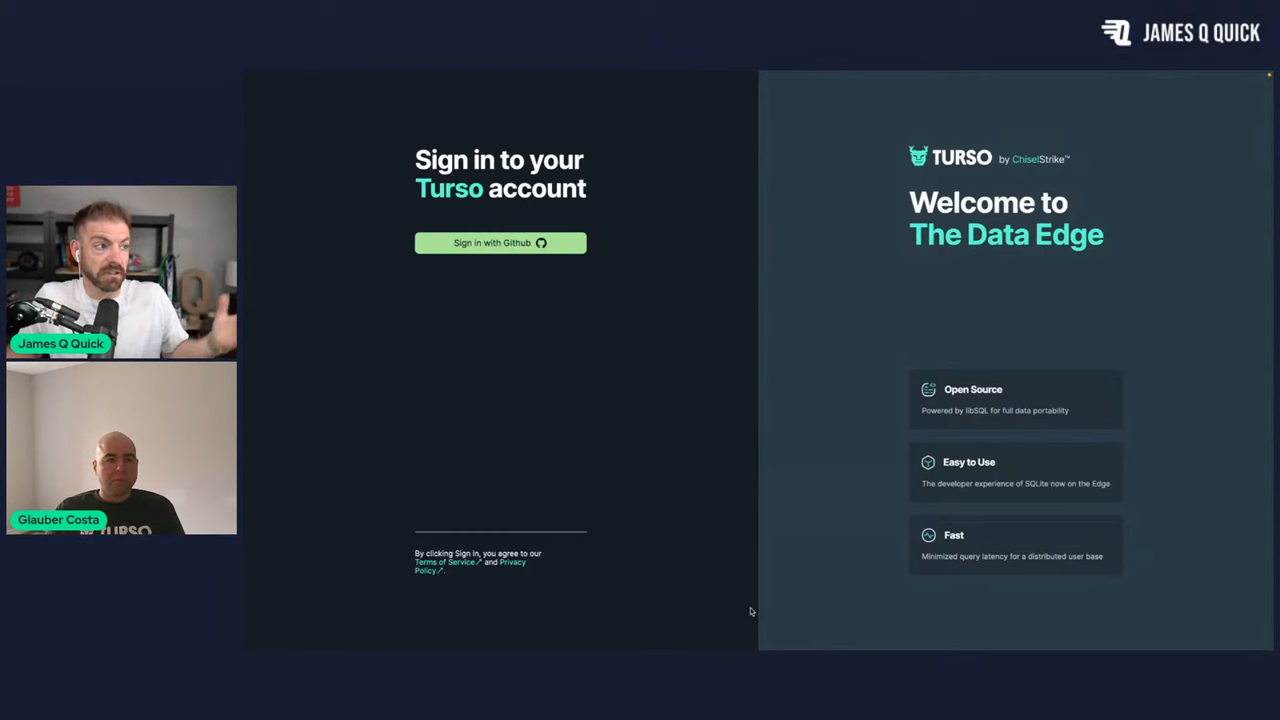 JAMES Q QUICK
Sign in to your
Turso account
Sign in with Github
By clicking Sign in, you agree to our
Terms of Service↗ and Privacy
Policy↗.
TURSO by ChiselStrike™
Welcome to
The Data Edge
Open Source
Powered by libSQL for full data portability
Easy to Use
The developer experience of SQLite now on the Edge
Fast
Minimized query latency for a distributed user base
James Q Quick
TURSO
Glauber Costa